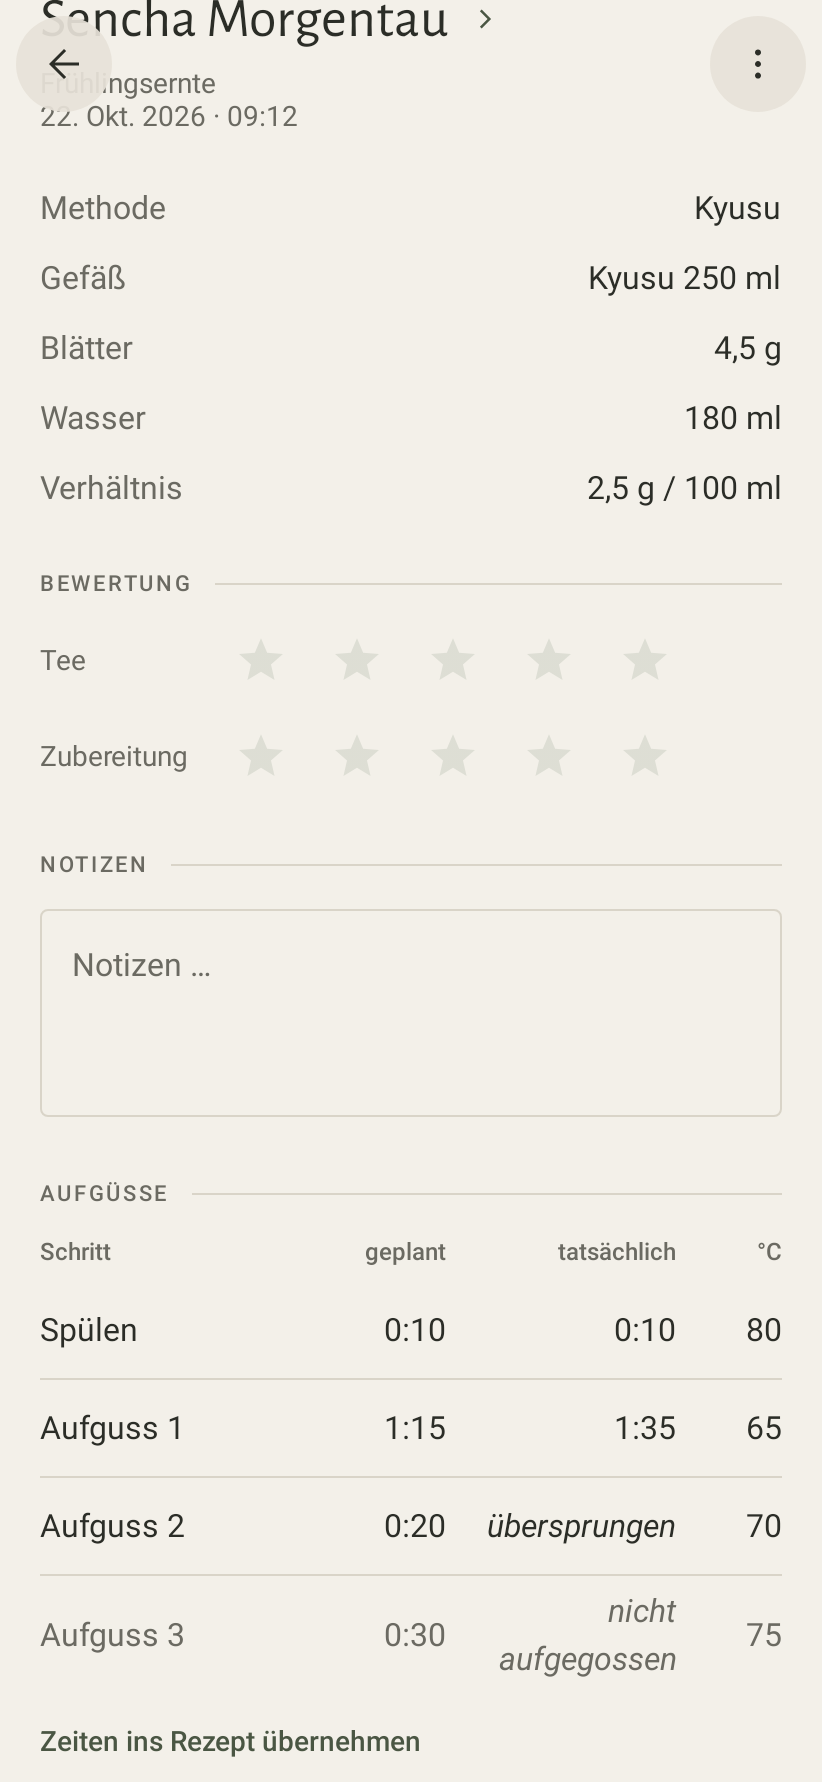 Sencha Morgentau
Frühlingsernte
22. Okt. 2026 · 09:12
Methode Kyusu
Gefäß Kyusu 250 ml
Blätter 4,5 g
Wasser 180 ml
Verhältnis 2,5 g / 100 ml
BEWERTUNG
Tee
Zubereitung
NOTIZEN
Notizen ...
AUFGÜSSE
Schritt geplant tatsächlich °C
Spülen 0:10 0:10 80
Aufguss 1 1:15 1:35 65
Aufguss 2 0:20 übersprungen 70
Aufguss 3 0:30 nicht aufgegossen 75
Zeiten ins Rezept übernehmen